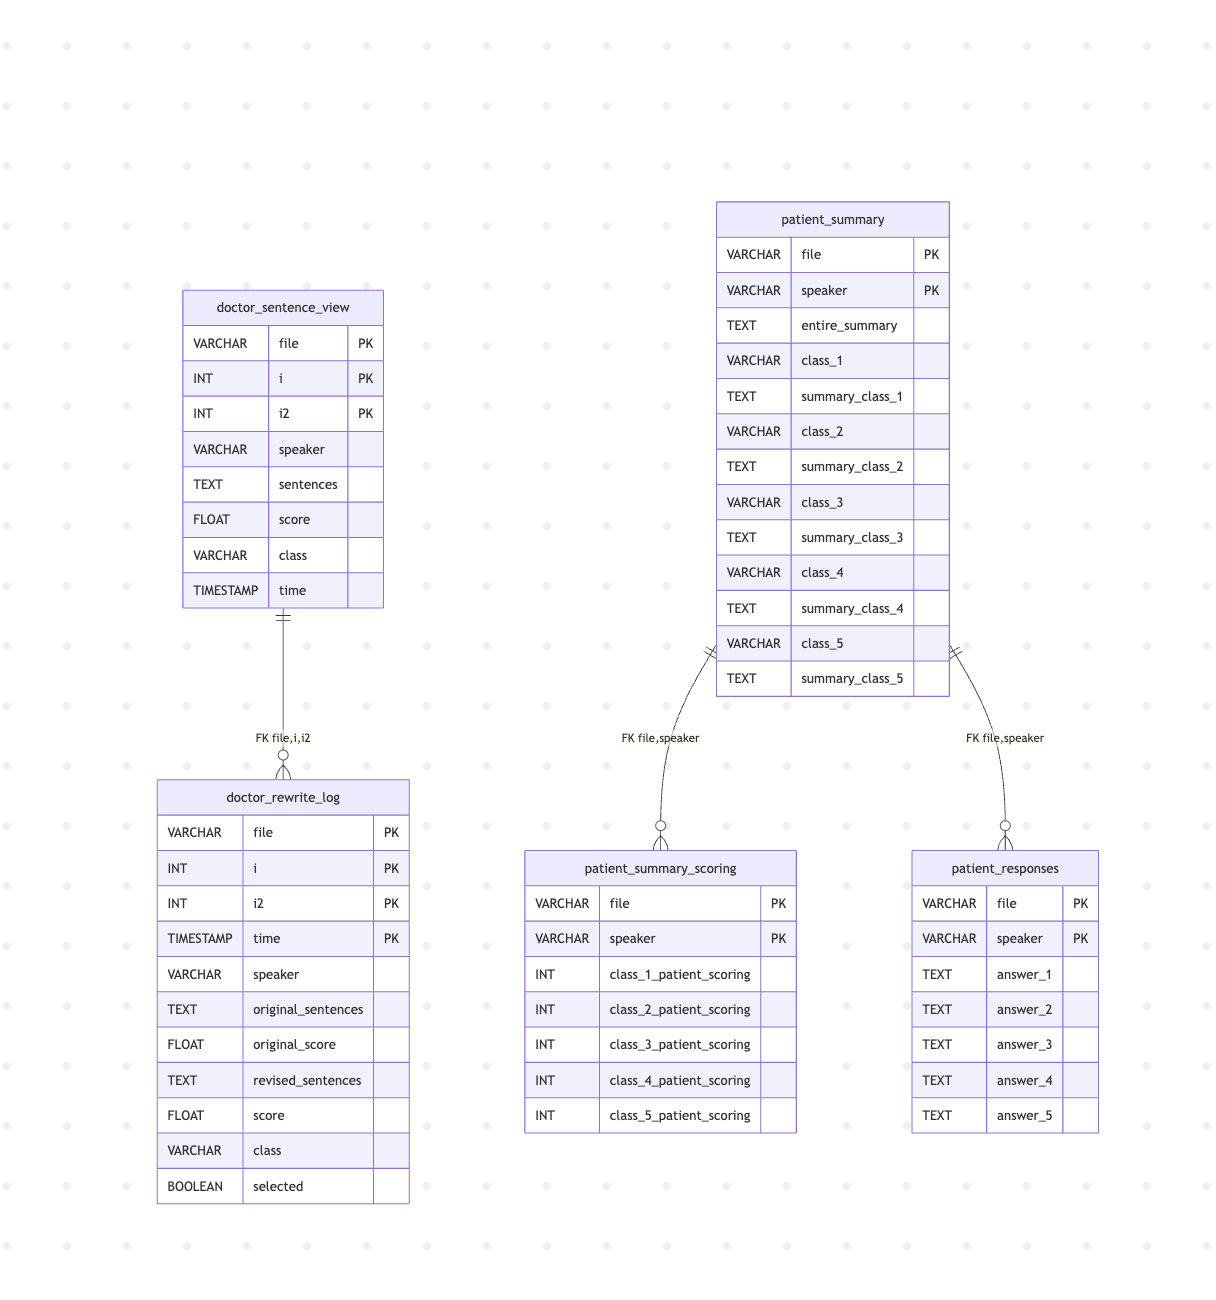 doctor_sentence_view
VARCHAR file PK
INT i PK
INT i2 PK
VARCHAR speaker
TEXT sentences
FLOAT score
VARCHAR class
TIMESTAMP time
FK file,i,i2
doctor_rewrite_log
VARCHAR file PK
INT i PK
INT i2 PK
TIMESTAMP time PK
VARCHAR speaker
TEXT original_sentences
FLOAT original_score
TEXT revised_sentences
FLOAT score
VARCHAR class
BOOLEAN selected
patient_summary
VARCHAR file PK
VARCHAR speaker PK
TEXT entire_summary
VARCHAR class_1
TEXT summary_class_1
VARCHAR class_2
TEXT summary_class_2
VARCHAR class_3
TEXT summary_class_3
VARCHAR class_4
TEXT summary_class_4
VARCHAR class_5
TEXT summary_class_5
FK file,speaker
FK file,speaker
patient_summary_scoring
VARCHAR file PK
VARCHAR speaker PK
INT class_1_patient_scoring
INT class_2_patient_scoring
INT class_3_patient_scoring
INT class_4_patient_scoring
INT class_5_patient_scoring
patient_responses
VARCHAR file PK
VARCHAR speaker PK
TEXT answer_1
TEXT answer_2
TEXT answer_3
TEXT answer_4
TEXT answer_5